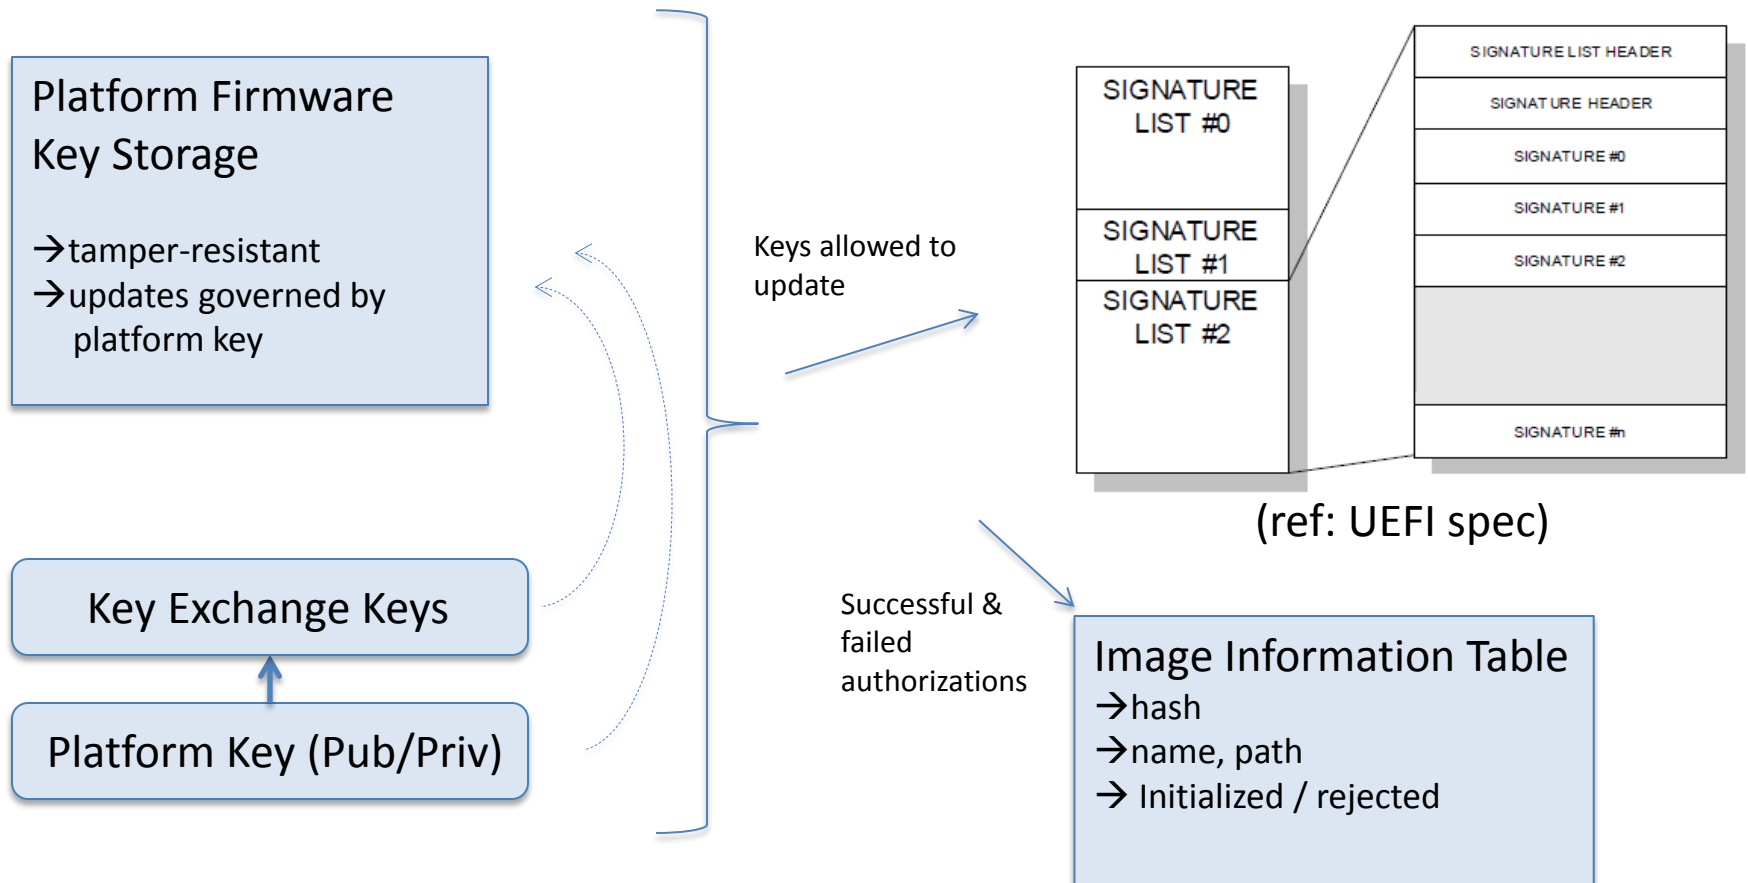 Platform Firmware
Key Storage
→tamper-resistant
→updates governed by
platform key
Key Exchange Keys
Platform Key (Pub/Priv)
Keys allowed to
update
SIGNATURE
LIST #0
SIGNATURE
LIST #1
SIGNATURE
LIST #2
SIGNATURE LIST HEADER
SIGNATURE HEADER
SIGNATURE #0
SIGNATURE #1
SIGNATURE #2
SIGNATURE #n
(ref: UEFI spec)
Successful &
failed
authorizations
Image Information Table
→hash
→name, path
→ Initialized / rejected